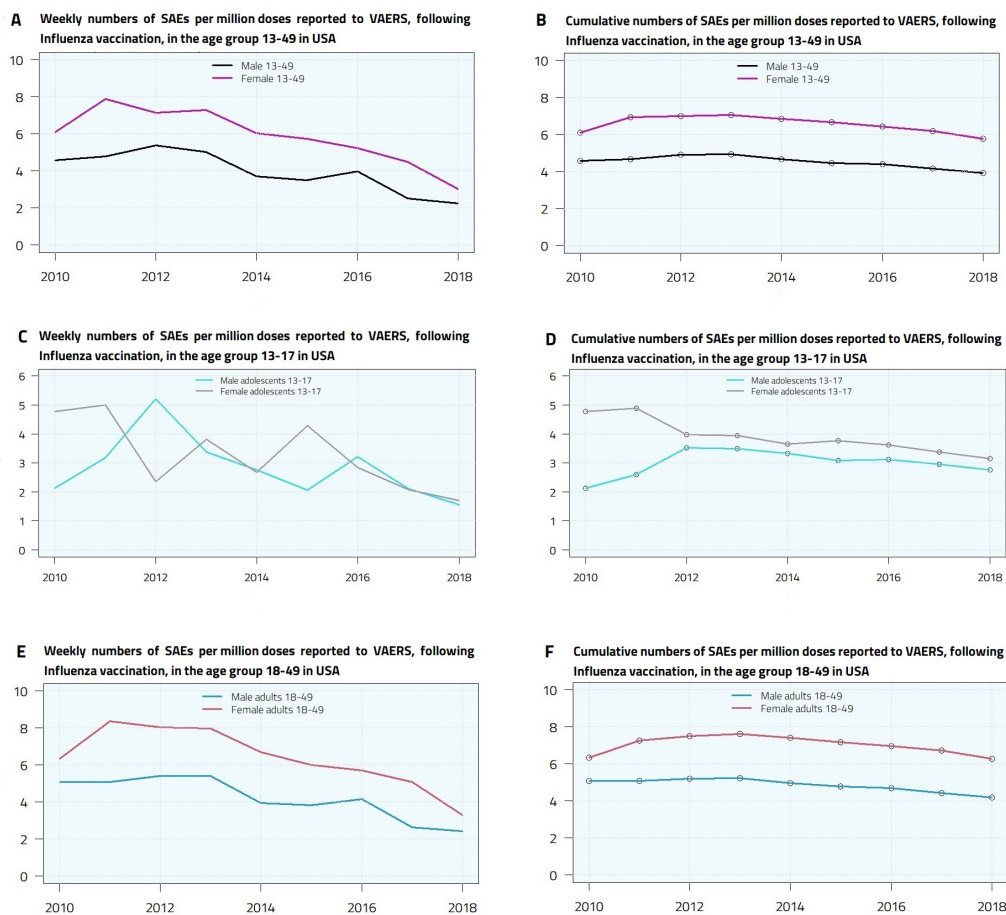 A Weekly numbers of SAEs per million doses reported to VAERS, following
Influenza vaccination, in the age group 13-49 in USA
Male 13-49
Female 13-49
10
8
6
4
2
0
2010 2012 2014 2016 2018
B Cumulative numbers of SAEs per million doses reported to VAERS, following
Influenza vaccination, in the age group 13-49 in USA
Male 13-49
Female 13-49
10
8
6
4
2
0
2010 2012 2014 2016 2018
C Weekly numbers of SAEs per million doses reported to VAERS, following
Influenza vaccination, in the age group 13-17 in USA
Male adolescents 13-17
Female adolescents 13-17
6
5
4
3
2
1
0
2010 2012 2014 2016 2018
D Cumulative numbers of SAEs per million doses reported to VAERS, following
Influenza vaccination, in the age group 13-17 in USA
Male adolescents 13-17
Female adolescents 13-17
6
5
4
3
2
1
0
2010 2012 2014 2016 2018
E Weekly numbers of SAEs per million doses reported to VAERS, following
Influenza vaccination, in the age group 18-49 in USA
Male adults 18-49
Female adults 18-49
10
8
6
4
2
0
2010 2012 2014 2016 2018
F Cumulative numbers of SAEs per million doses reported to VAERS, following
Influenza vaccination, in the age group 18-49 in USA
Male adults 18-49
Female adults 18-49
10
8
6
4
2
0
2010 2012 2014 2016 2018